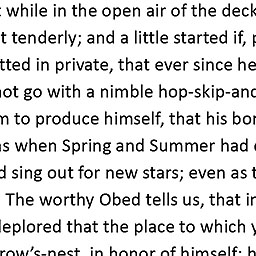 while in the open air of the deck
t tenderly; and a little started if,
tted in private, that ever since he
not go with a nimble hop-skip-and
m to produce himself, that his
as when Spring and Summer had
d sing out for new stars; even as
The worthy Obed tells us, that
deplored that the place to which
row's-nest, in honor of himself;